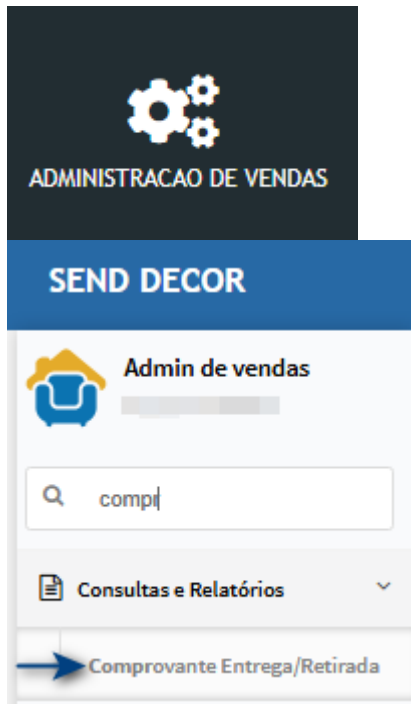 ADMINISTRACAO DE VENDAS
SEND DECOR
Admin de vendas
compr
Consultas e Relatórios
Comprovante Entrega/Retirada